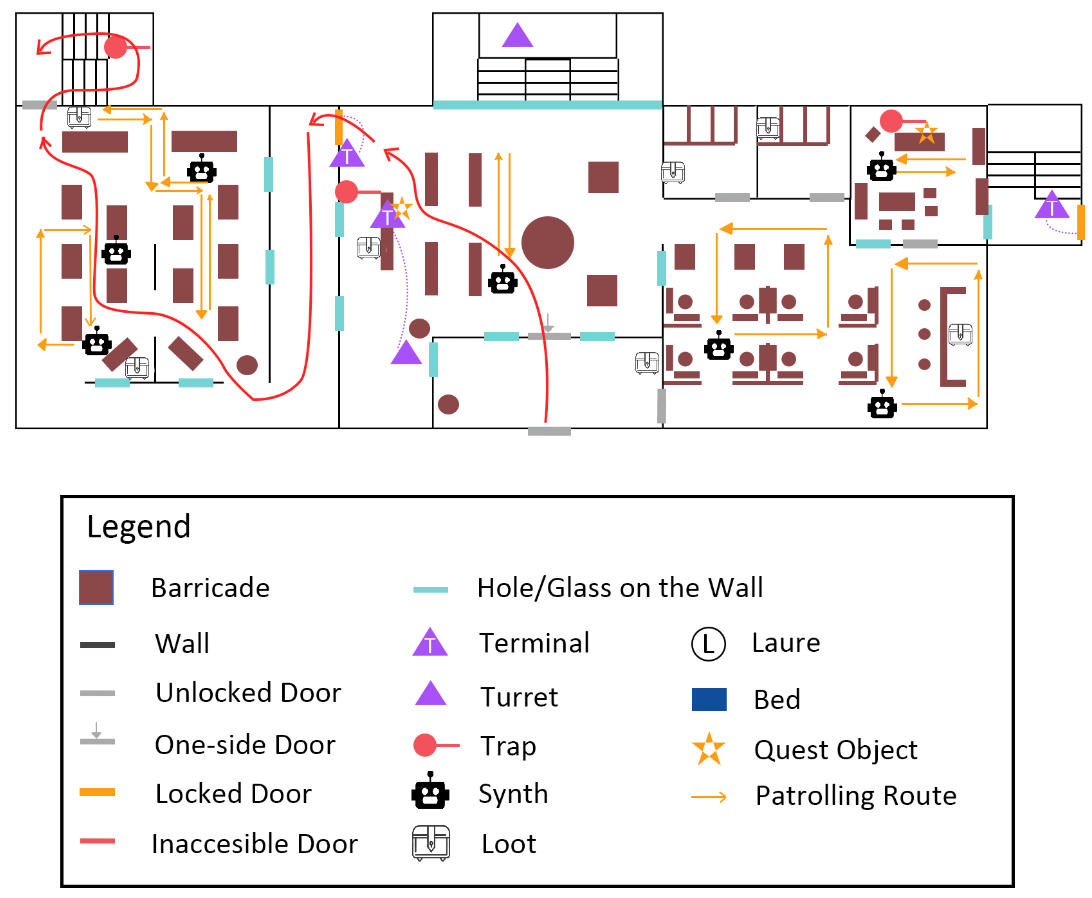 T
T
T
Legend
Barricade
Hole/Glass on the Wall
Wall
T
Terminal
L
Laure
Unlocked Door
Turret
Bed
One-side Door
Trap
Quest Object
Locked Door
Synth
Patrolling Route
Inaccesible Door
Loot